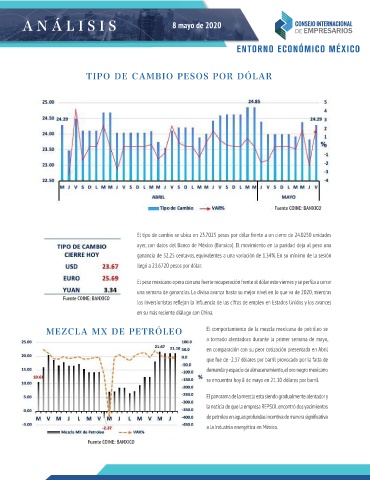 ANÁLISIS
8 mayo de 2020
CONSEJO INTERNACIONAL
DE EMPRESARIOS
ENTORNO ECONÓMICO MÉXICO
TIPO DE CAMBIO PESOS POR DÓLAR
25.00
24.50
24.00
23.50
23.00
22.50
24.29
24.85
24.29
5
4
3
2
1
%
-1
-2
-3
-4
M J V S D L M M J V S D L M M J V S D L M M J V S D L M M J V S D L M M J V
ABRIL
MAYO
Tipo de Cambio
VAR%
Fuente COINE: BANXICO
TIPO DE CAMBIO
CIERRE HOY
USD 23.67
EURO 25.69
YUAN 3.34
Fuente COINE: BANXICO
El tipo de cambio se ubica en 23.7025 pesos por dólar frente a un cierre de 24.0250 unidades
ayer, con datos del Banco de México (Banxico). El movimiento en la paridad deja al peso una
ganancia de 32.25 centavos, equivalentes a una variación de 1.34%. En su mínimo de la sesión
llegó a 23.6720 pesos por dólar.
El peso mexicano opera con una fuerte recuperación frente al dólar este viernes y se perfila a cerrar
una semana de ganancias. La divisa avanza hasta su mejor nivel en lo que va de 2020, mientras
los inversionistas reflejan la influencia de las cifras de empleo en Estados Unidos y los avances
en su más reciente diálogo con China.
MEZCLA MX DE PETRÓLEO
25.00
20.00
15.00
10.00
5.00
0.00
-5.00
10.61
21.47
21.30
-2.37
100.0
50.0
0.0
-50.0
-100.0
-150.0
-200.0
-250.0
-300.0
-350.0
-400.0
-450.0
%
M V M J L M V M J L M V M J
Mezcla MX de Petróleo
VAR%
Fuente COINE: BANXICO
El comportamiento de la mezcla mexicana de petróleo se
a tornado alentadora durante la primer semana de mayo,
en comparación con su peor cotización presentada en Abril
que fue de -2.37 dólares por barril provocada por la falta de
demanda y espacio de almacenamiento, el oro negro mexicano
se encuentra hoy 8 de mayo en 21.30 dólares por barril.
El panorama de la mezcla esta siendo gradualmente alentador y
la noticia de que la empresa REPSOL encontró dos yacimientos
de petróleo en aguas profundas incentiva de manera significativa
a la industria energética en México.